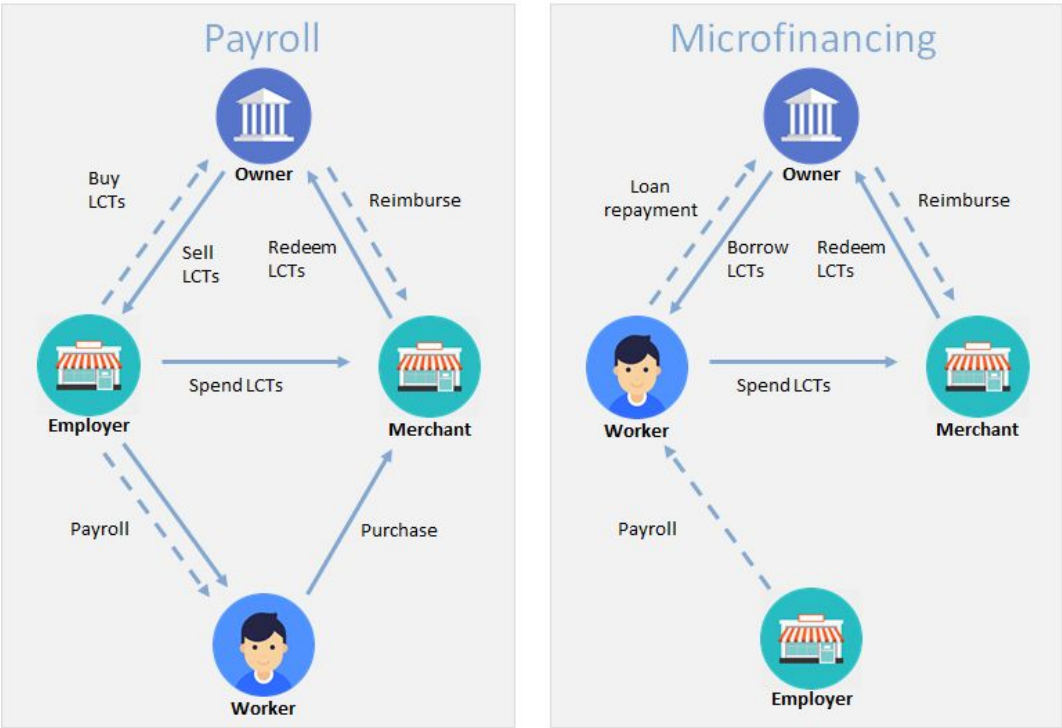 Payroll
Owner
Buy
LCTs
Reimburse
Sell
LCTs
Redeem
LCTs
Spend LCTs
Employer
Merchant
Payroll
Purchase
Worker
Microfinancing
Owner
Loan
repayment
Reimburse
Borrow
LCTs
Redeem
LCTs
Spend LCTs
Worker
Merchant
Payroll
Employer